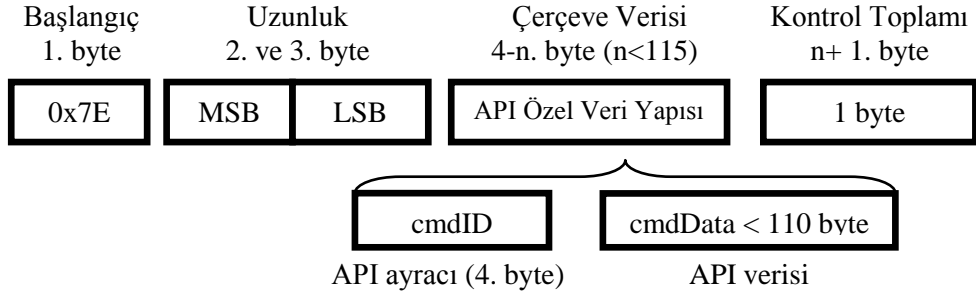 Başlangıç Uzunluk Çerçeve Verisi Kontrol Toplamı
1. byte 2. ve 3. byte 4-n. byte (n<115) n+ 1. byte
0x7E MSB LSB API Özel Veri Yapısı 1 byte
cmdID cmdData < 110 byte
API ayracı (4. byte) API verisi